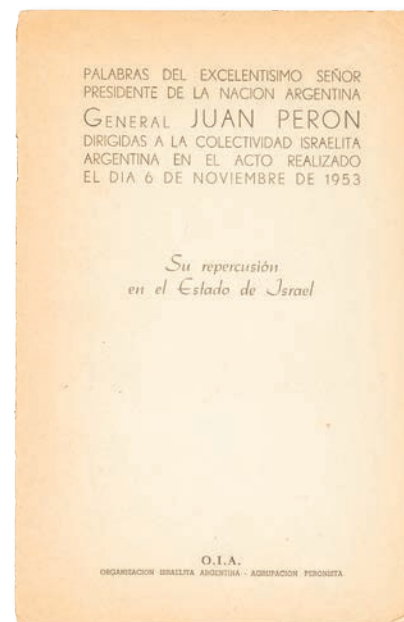 PALABRAS DEL EXCELENTISIMO SEÑOR
PRESIDENTE DE LA NACION ARGENTINA
GENERAL JUAN PERON
DIRIGIDAS A LA COLECTIVIDAD ISRAELITA
ARGENTINA EN EL ACTO REALIZADO
EL DIA 6 DE NOVIEMBRE DE 1953
Su repercusión
en el Estado de Israel
O.I.A.
ORGANISACION ISRAELITA ARGENTINA - AGRUPACION PERONISTA